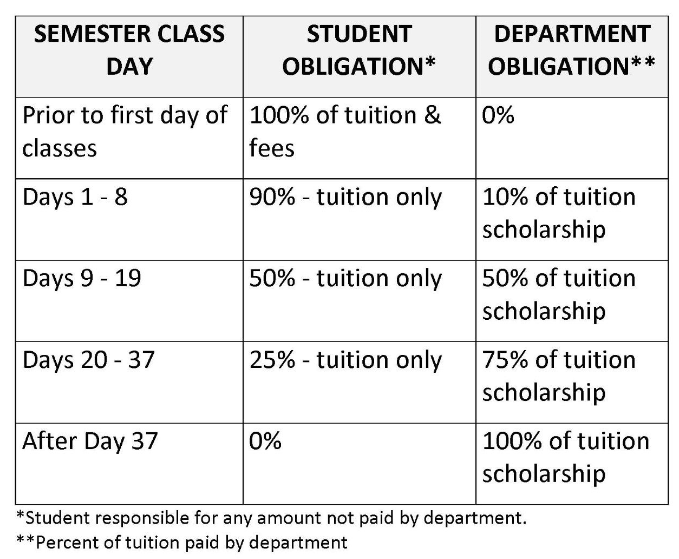 SEMESTER CLASS DAY	STUDENT OBLIGATION*	DEPARTMENT OBLIGATION**
Prior to first day of classes	100% of tuition & fees	0%
Days 1 - 8	90% - tuition only	10% of tuition scholarship
Days 9 - 19	50% - tuition only	50% of tuition scholarship
Days 20 - 37	25% - tuition only	75% of tuition scholarship
After Day 37	0%	100% of tuition scholarship
*Student responsible for any amount not paid by department.
**Percent of tuition paid by department